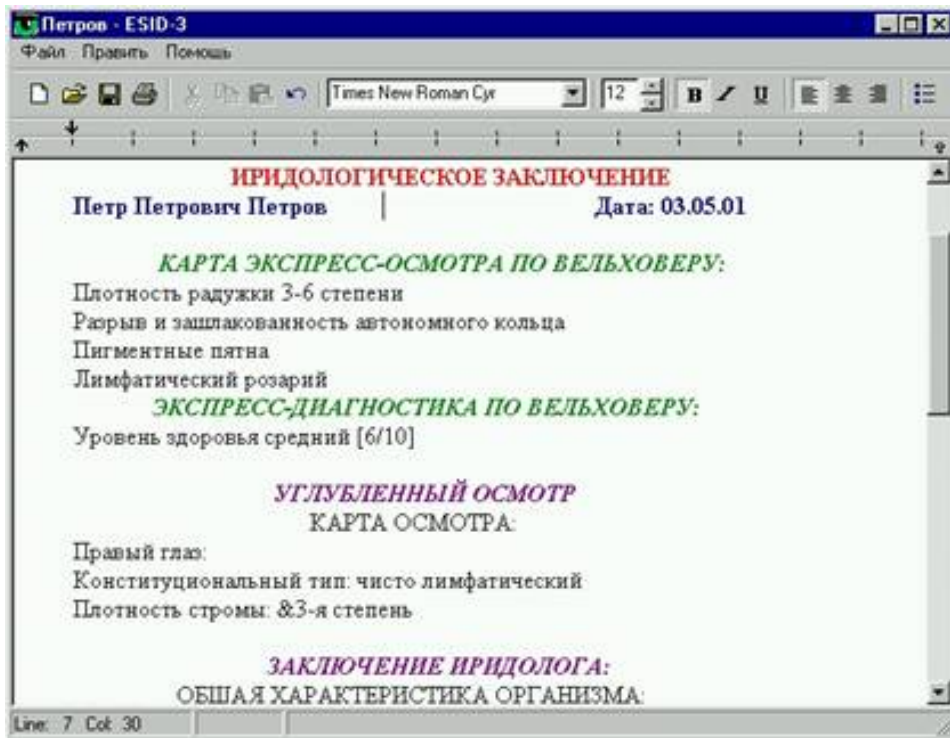 Петров - ESID-3
Файл Править Помошь
Times New Roman Cyr 12 B I U
ИРИДОЛОГИЧЕСКОЕ ЗАКЛЮЧЕНИЕ
Петр Петрович Петров Дата: 03.05.01
КАРТА ЭКСПРЕСС-ОСМОТРА ПО ВЕЛЬХОВЕРУ:
Плотность радужки 3-6 степени
Разрыв и зашлакованность автономного кольца
Пигментные пятна
Лимфатический розарий
ЭКСПРЕСС-ДИАГНОСТИКА ПО ВЕЛЬХОВЕРУ:
Уровень здоровья средний [6/10]
УГЛУБЛЕННЫЙ ОСМОТР
КАРТА ОСМОТРА:
Правый глаз:
Конституциональный тип: чисто лимфатический
Плотность стромы: &3-я степень
ЗАКЛЮЧЕНИЕ ИРИДОЛОГА:
ОБЩАЯ ХАРАКТЕРИСТИКА ОРГАНИЗМА:
Line: 7 Col: 30